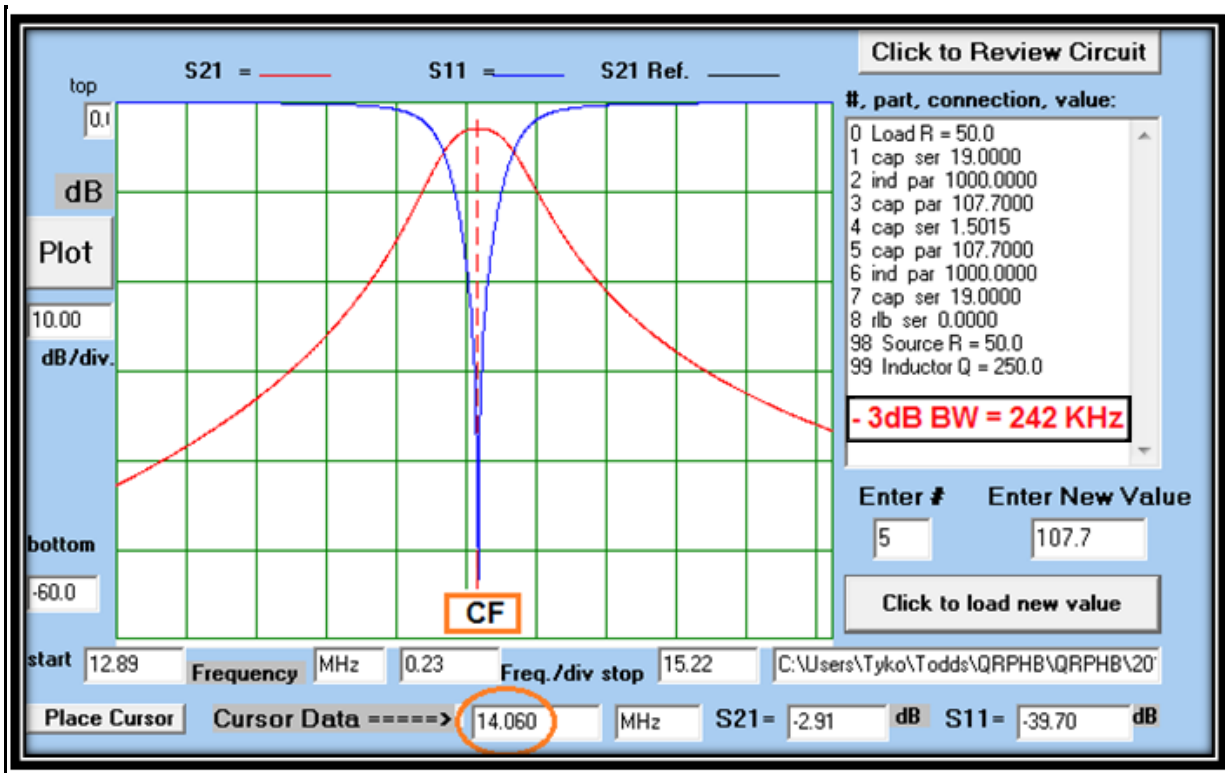 Click to Review Circuit
S21 = S11 = S21 Ref.
top
0.
#, part, connection, value:
0 Load R = 50.0
1 cap ser 19.0000
2 ind par 1000.0000
3 cap par 107.7000
4 cap ser 1.5015
5 cap par 107.7000
6 ind par 1000.0000
7 cap ser 19.0000
8 rlb ser 0.0000
98 Source R = 50.0
99 Inductor Q = 250.0
- 3dB BW = 242 KHz
dB
Plot
10.00
dB/div.
Enter # Enter New Value
5 107.7
bottom
-60.0
CF
Click to load new value
start 12.89 Frequency MHz 0.23 Freq./div stop 15.22 C:\Users\Tyko\Todds\QRPHB\QRPHB\20
Place Cursor Cursor Data =====> 14.060 MHz S21= -2.91 dB S11= -39.70 dB